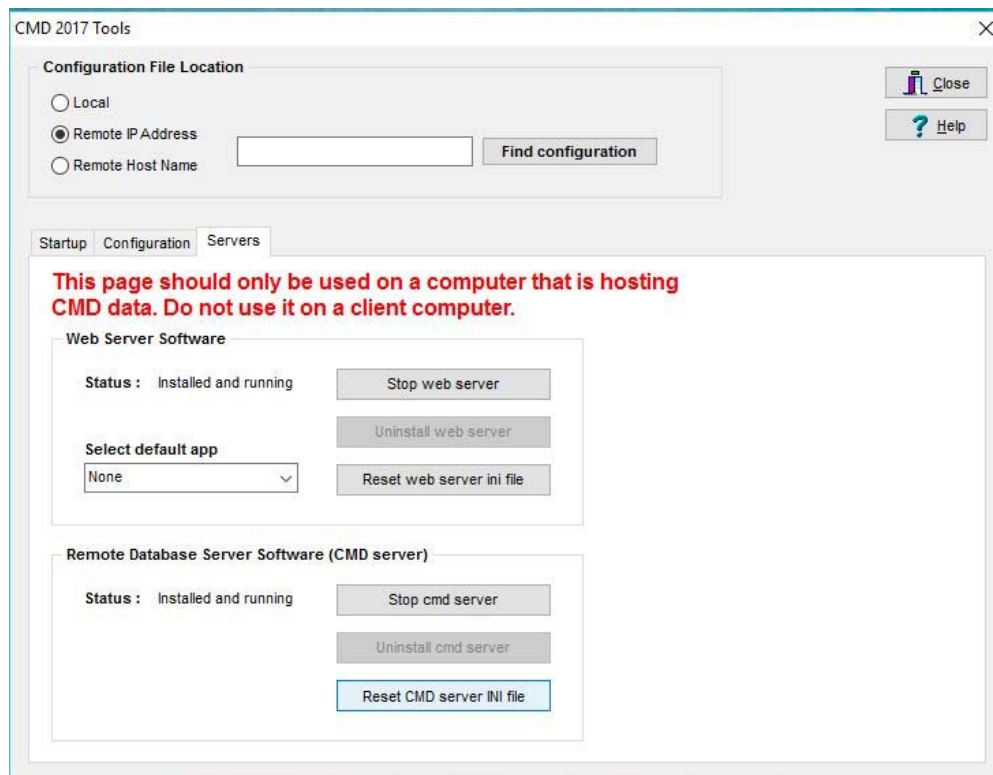 CMD 2017 Tools
Configuration File Location
Local
Remote IP Address
Remote Host Name
Find configuration
Close
Help
Startup Configuration Servers
This page should only be used on a computer that is hosting
CMD data. Do not use it on a client computer.
Web Server Software
Status : Installed and running
Stop web server
Uninstall web server
Select default app
None
Reset web server ini file
Remote Database Server Software (CMD server)
Status : Installed and running
Stop cmd server
Uninstall cmd server
Reset CMD server INI file